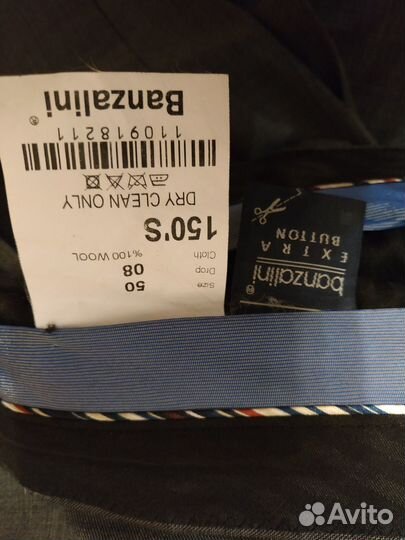 Size 50
Drop 08
Cloth %100 WOOL
150'S
DRY CLEAN ONLY
110918211
Banzalini®
banzalini®
EXTRA
BUTTON
Avito